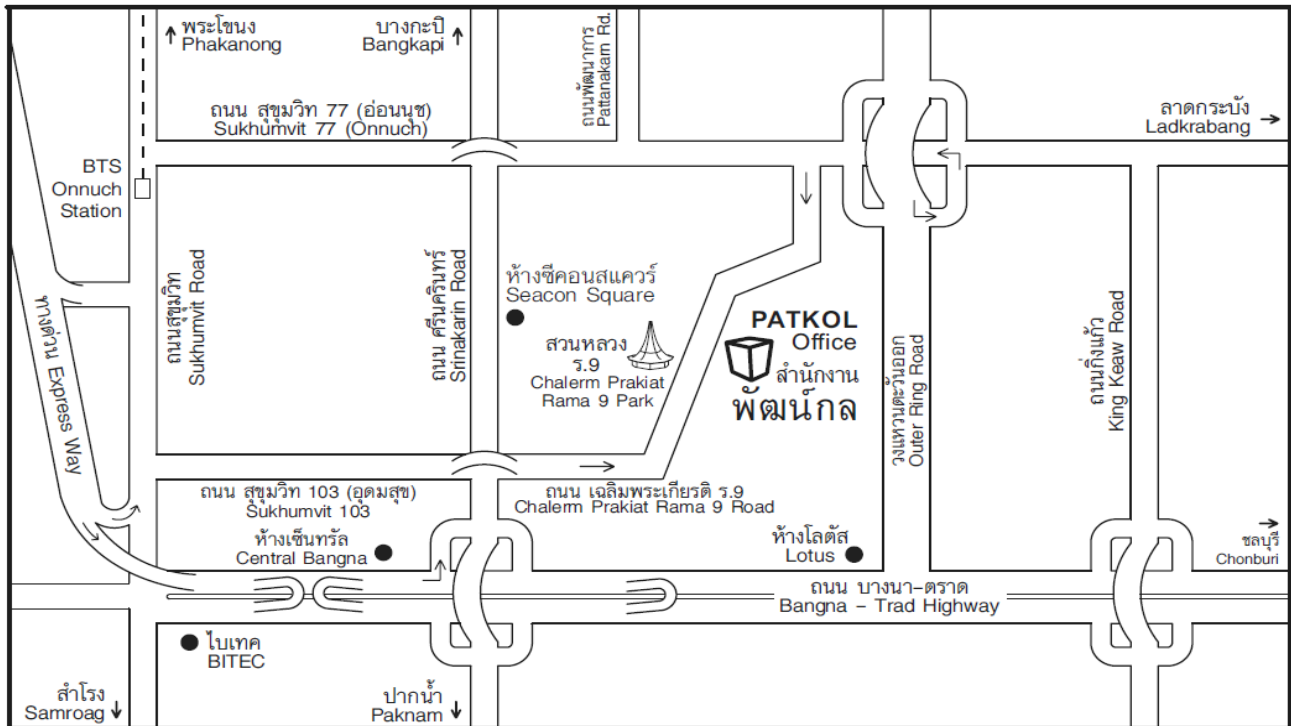 พระโขนง
Phakanong
บางกะปิ
Bangkapi
ถนนพัฒนาการ
Pattanakarn Rd.
ถนน สุขุมวิท 77 (อ่อนนุช)
Sukhumvit 77 (Onnuch)
ลาดกระบัง
Ladkrabang
BTS
Onnuch
Station
ถนนสุขุมวิท
Sukhumvit Road
ถนน ศรีนครินทร์
Srinakarin Road
ห้างซีคอนสแควร์
Seacon Square
สวนหลวง
ร.9
Chalerm Prakiat
Rama 9 Park
PATKOL
Office
สำนักงาน
พัฒน์กล
วงแหวนตะวันออก
Outer Ring Road
ถนนกิ่งแก้ว
King Keaw Road
ทางด่วน Express Way
ถนน สุขุมวิท 103 (อุดมสุข)
Sukhumvit 103
ถนน เฉลิมพระเกียรติ ร.9
Chalerm Prakiat Rama 9 Road
ห้างเซ็นทรัล
Central Bangna
ห้างโลตัส
Lotus
ชลบุรี
Chonburi
ถนน บางนา-ตราด
Bangna - Trad Highway
ไบเทค
BITEC
สำโรง
Samroag
ปากน้ำ
Paknam